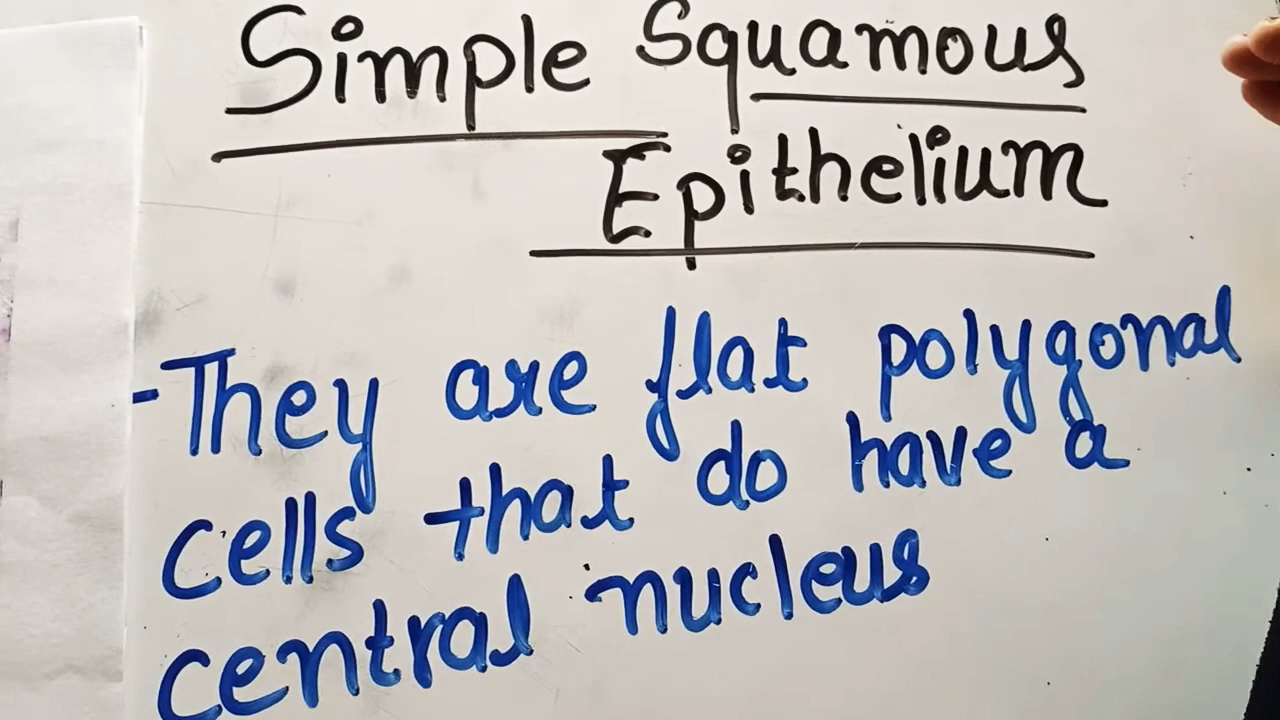 Simple Squamous
Epithelium
-They are flat polygonal
cells that do have a
central nucleus